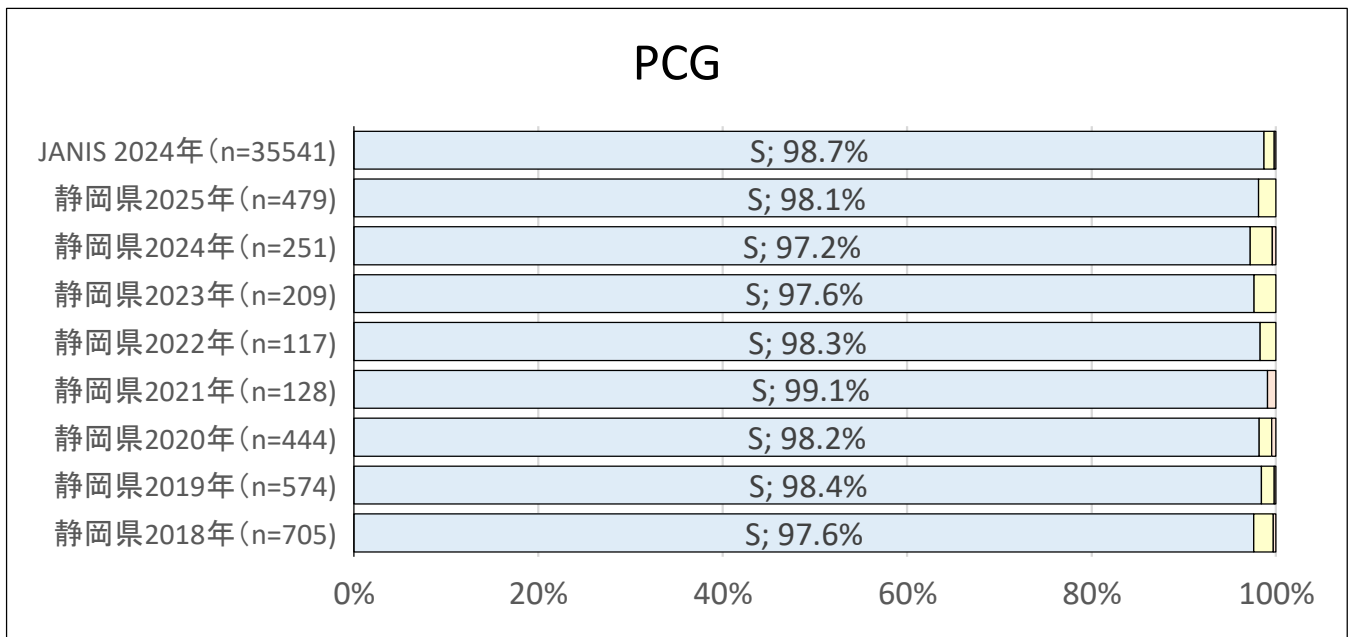 PCG
JANIS 2024年（n=35541) S; 98.7%
静岡県2025年（n=479) S; 98.1%
静岡県2024年（n=251) S; 97.2%
静岡県2023年（n=209) S; 97.6%
静岡県2022年（n=117) S; 98.3%
静岡県2021年（n=128) S; 99.1%
静岡県2020年（n=444) S; 98.2%
静岡県2019年（n=574) S; 98.4%
静岡県2018年（n=705) S; 97.6%
0% 20% 40% 60% 80% 100%